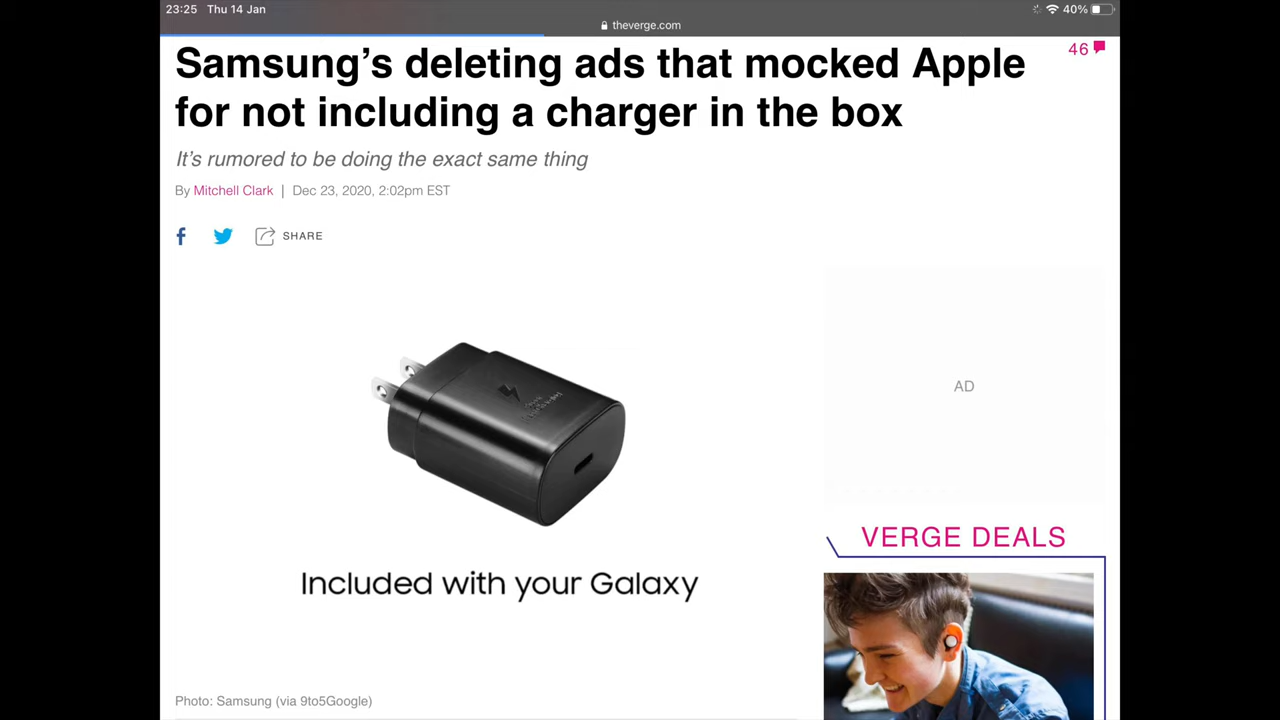 23:25 Thu 14 Jan
40%
theverge.com
Samsung's deleting ads that mocked Apple
for not including a charger in the box
46
It's rumored to be doing the exact same thing
By Mitchell Clark | Dec 23, 2020, 2:02pm EST
SHARE
AD
VERGE DEALS
Included with your Galaxy
Photo: Samsung (via 9to5Google)